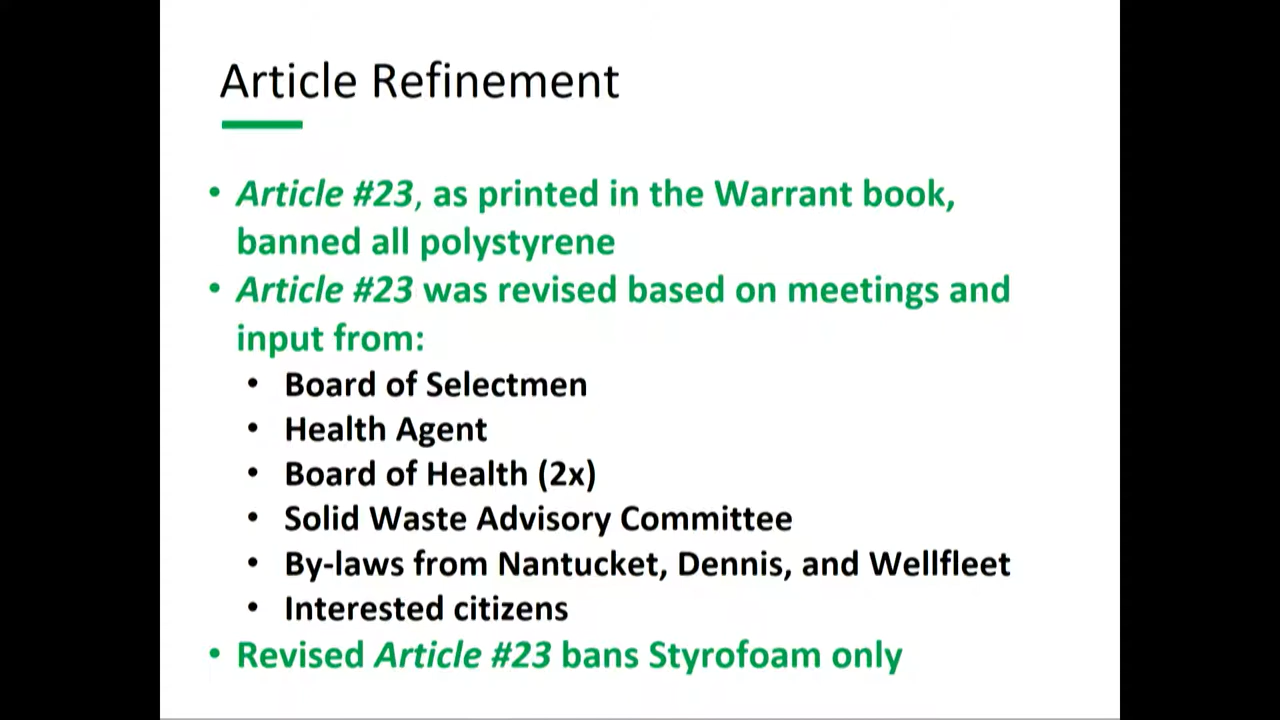 Article Refinement
• Article #23, as printed in the Warrant book,
banned all polystyrene
• Article #23 was revised based on meetings and
input from:
• Board of Selectmen
• Health Agent
• Board of Health (2x)
• Solid Waste Advisory Committee
• By-laws from Nantucket, Dennis, and Wellfleet
• Interested citizens
• Revised Article #23 bans Styrofoam only